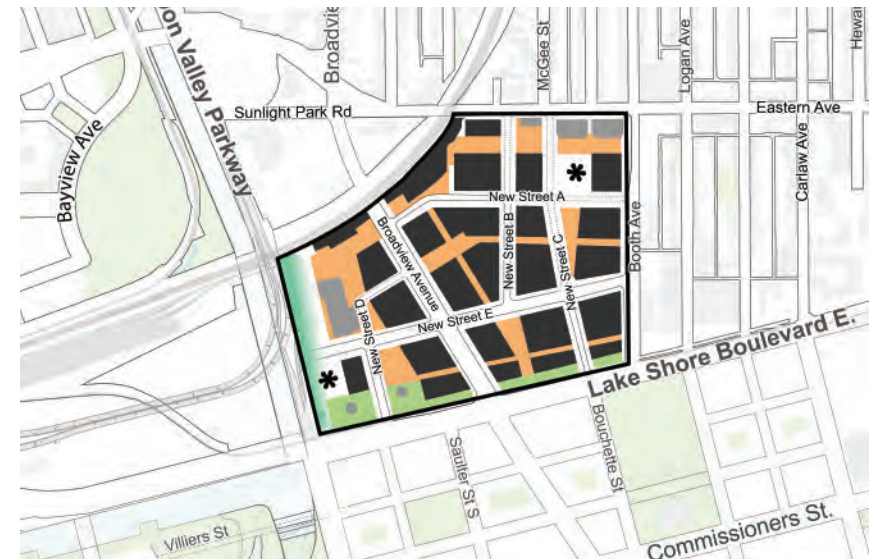 on Valley Parkway
Broadview
McGee St
Logan Ave
Hewar
Sunlight Park Rd
Eastern Ave
Bayview Ave
Carlaw Ave
New Street A
Broadview Avenue
New Street B
New Street C
Booth Ave
New Street D
New Street E
Lake Shore Boulevard E.
Saulter St S
Bouchette St
Villiers St
Commissioners St.